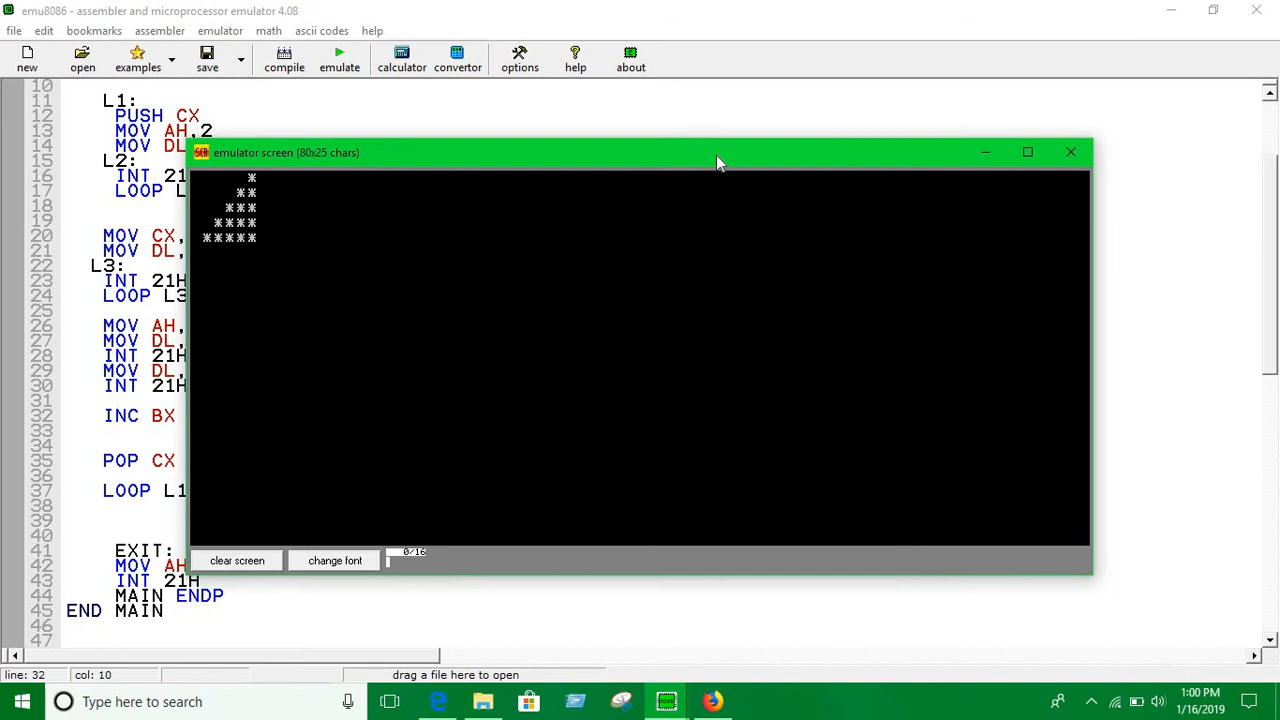 emu8086 - assembler and microprocessor emulator 4.08
file edit bookmarks assembler emulator math ascii codes help
new open examples save compile emulate calculator convertor options help about
10
11 L1:
12 PUSH CX
13 MOV AH,2
14 MOV DL
15 L2:
16 INT 21
17 LOOP L
18
19
20 MOV CX,
21 MOV DL,
22 L3:
23 INT 21H
24 LOOP L3
25
26 MOV AH,
27 MOV DL,
28 INT 21H
29 MOV DL,
30 INT 21H
31
32 INC BX
33
34
35 POP CX
36
37 LOOP L1
38
39
40
41 EXIT:
42 MOV AH
43 INT 21H
44 MAIN ENDP
45 END MAIN
46
47
emulator screen (80x25 chars)
*
**
***
****
*****
clear screen change font 0/16
line: 32 col: 10 drag a file here to open
Type here to search
1:00 PM
1/16/2019